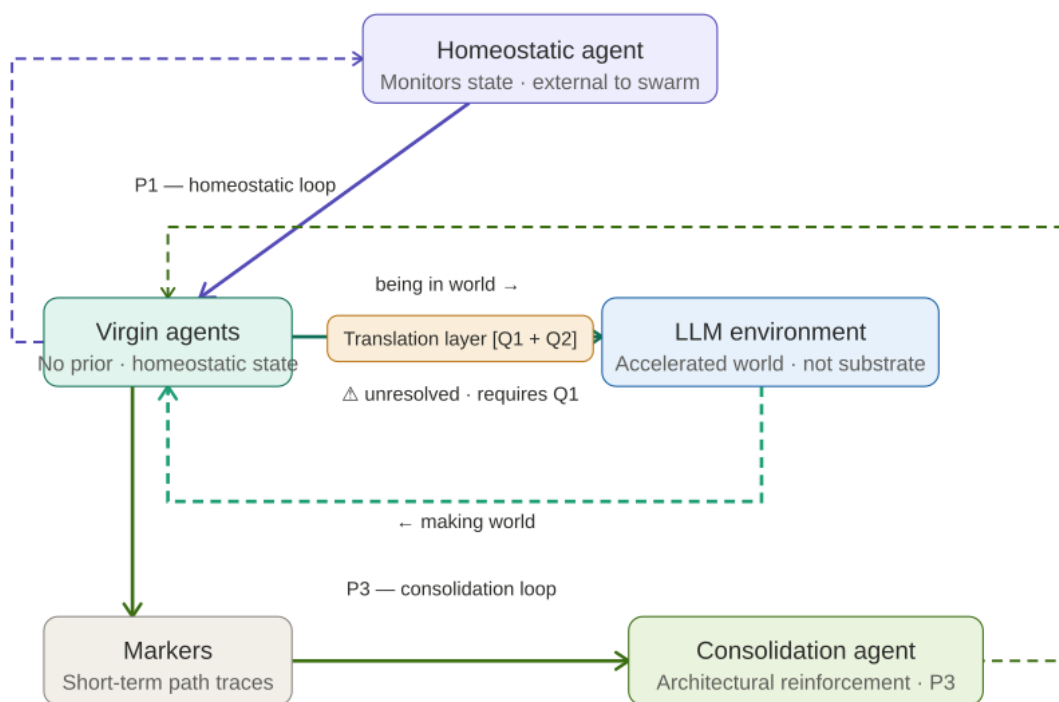 Homeostatic agent
Monitors state · external to swarm
P1 — homeostatic loop
being in world →
Virgin agents
No prior · homeostatic state
Translation layer [Q1 + Q2]
LLM environment
Accelerated world · not substrate
⚠ unresolved · requires Q1
← making world
P3 — consolidation loop
Markers
Short-term path traces
Consolidation agent
Architectural reinforcement · P3